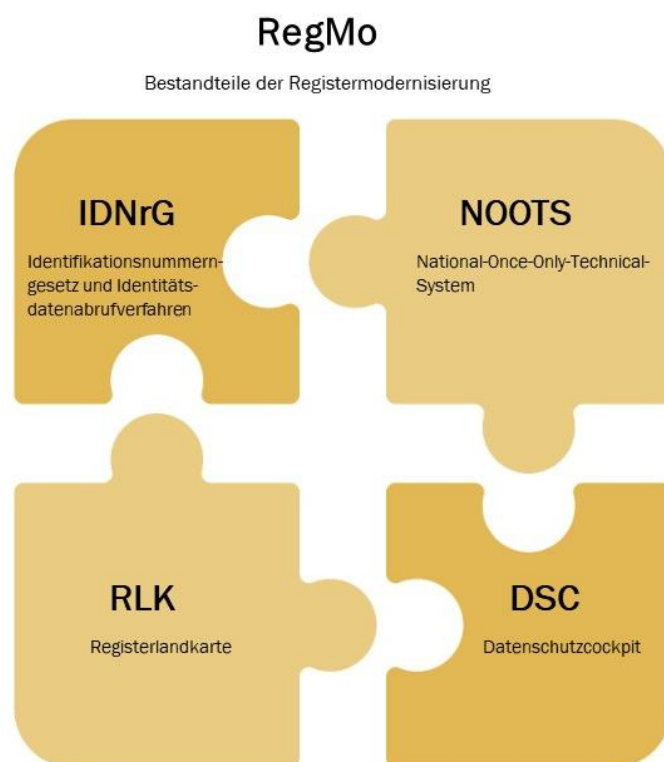 RegMo
Bestandteile der Registermodernisierung
IDNrG
Identifikationsnummern-
gesetz und Identitäts-
datenabrufverfahren
NOOTS
National-Once-Only-Technical-
System
RLK
Registerlandkarte
DSC
Datenschutzcockpit